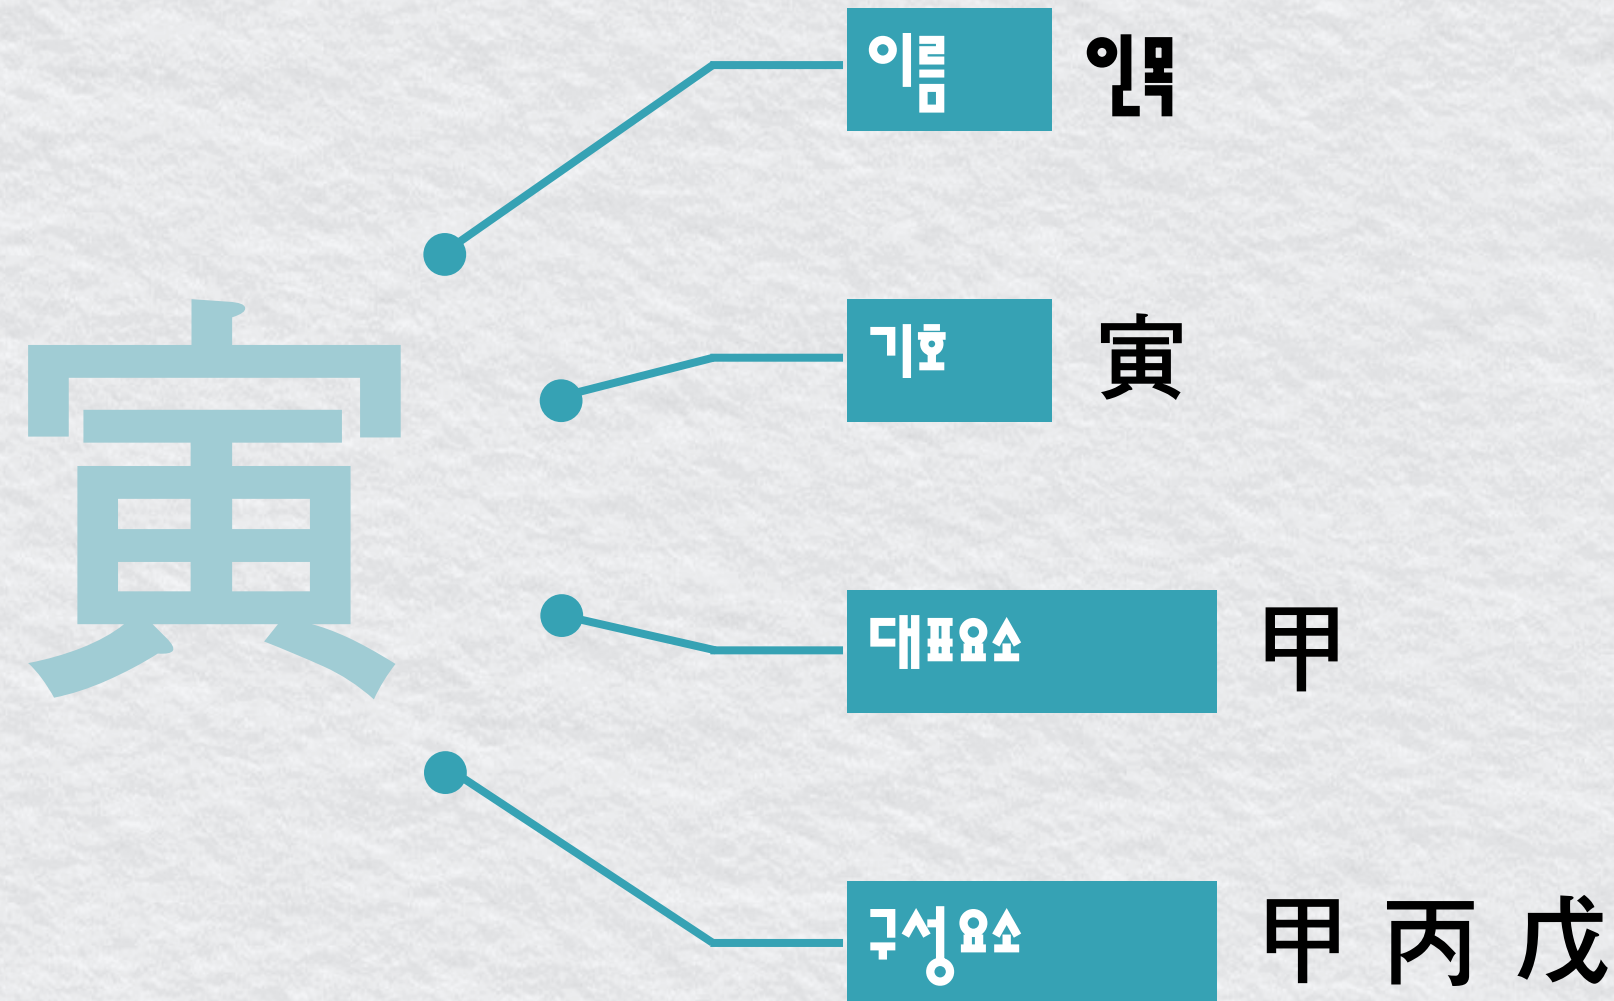 寅
이름 인목
기호 寅
대표요소 甲
구성요소 甲 丙 戊